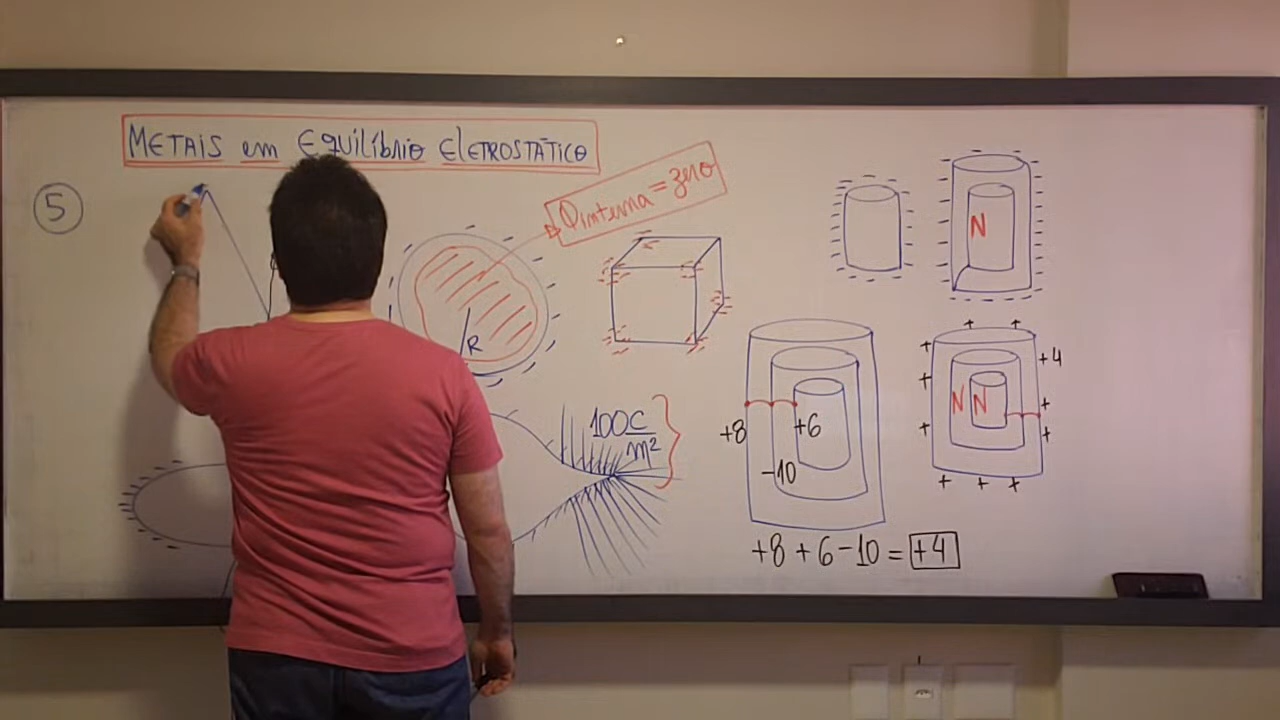 METAIS em EquilíbRio ElETROSTÁTICO
5
Qinterna = zero
R
N
100C/m²
+8
+6
-10
+8 + 6 - 10 = +4
+ +
+ +4
+ N N +
+ +
+ + +